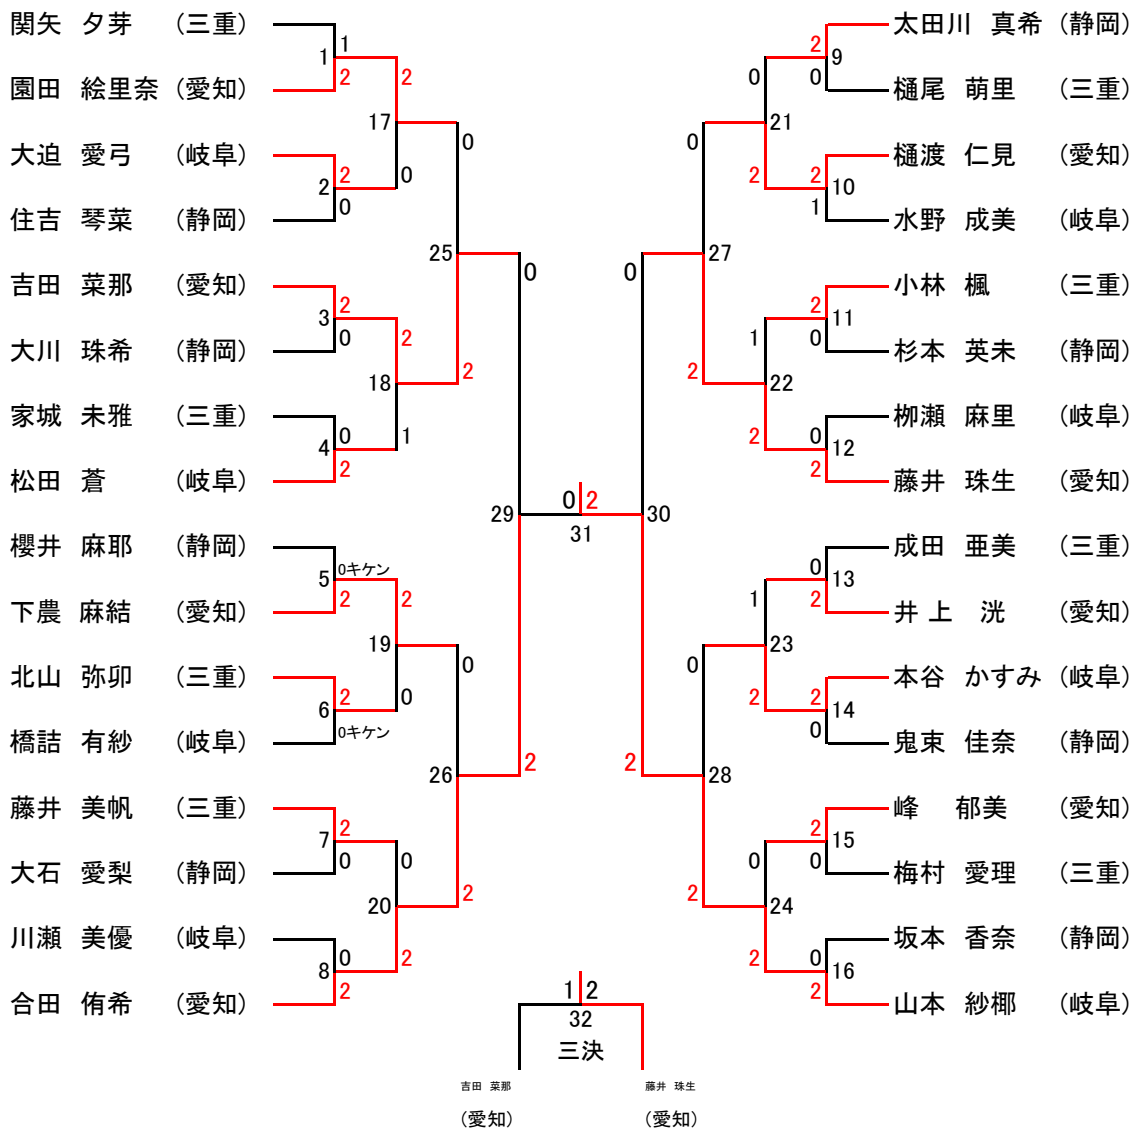 関矢 夕芽 (三重)
園田 絵里奈 (愛知)
大迫 愛弓 (岐阜)
住吉 琴菜 (静岡)
吉田 菜那 (愛知)
大川 珠希 (静岡)
家城 未雅 (三重)
松田 蒼 (岐阜)
櫻井 麻耶 (静岡)
下農 麻結 (愛知)
北山 弥卯 (三重)
橋詰 有紗 (岐阜)
藤井 美帆 (三重)
大石 愛梨 (静岡)
川瀬 美優 (岐阜)
合田 侑希 (愛知)
1
1
2
2
2
0
3
2
0
4
0
2
5
0キケン
2
6
2
0キケン
7
2
0
8
0
2
17
2
0
18
2
1
19
2
0
20
0
2
25
0
2
26
0
2
29
0
2
0 2
31
30
0
2
27
0
2
28
0
2
21
0
2
22
1
2
23
1
2
24
0
2
2
9
0
2
10
1
2
11
0
0
12
2
0
13
2
2
14
0
2
15
0
0
16
2
太田川 真希 (静岡)
樋尾 萌里 (三重)
樋渡 仁見 (愛知)
水野 成美 (岐阜)
小林 楓 (三重)
杉本 英未 (静岡)
栁瀬 麻里 (岐阜)
藤井 珠生 (愛知)
成田 亜美 (三重)
井上 洸 (愛知)
本谷 かすみ (岐阜)
鬼束 佳奈 (静岡)
峰 郁美 (愛知)
梅村 愛理 (三重)
坂本 香奈 (静岡)
山本 紗椰 (岐阜)
1 2
32
三決
吉田 菜那 藤井 珠生
(愛知) (愛知)